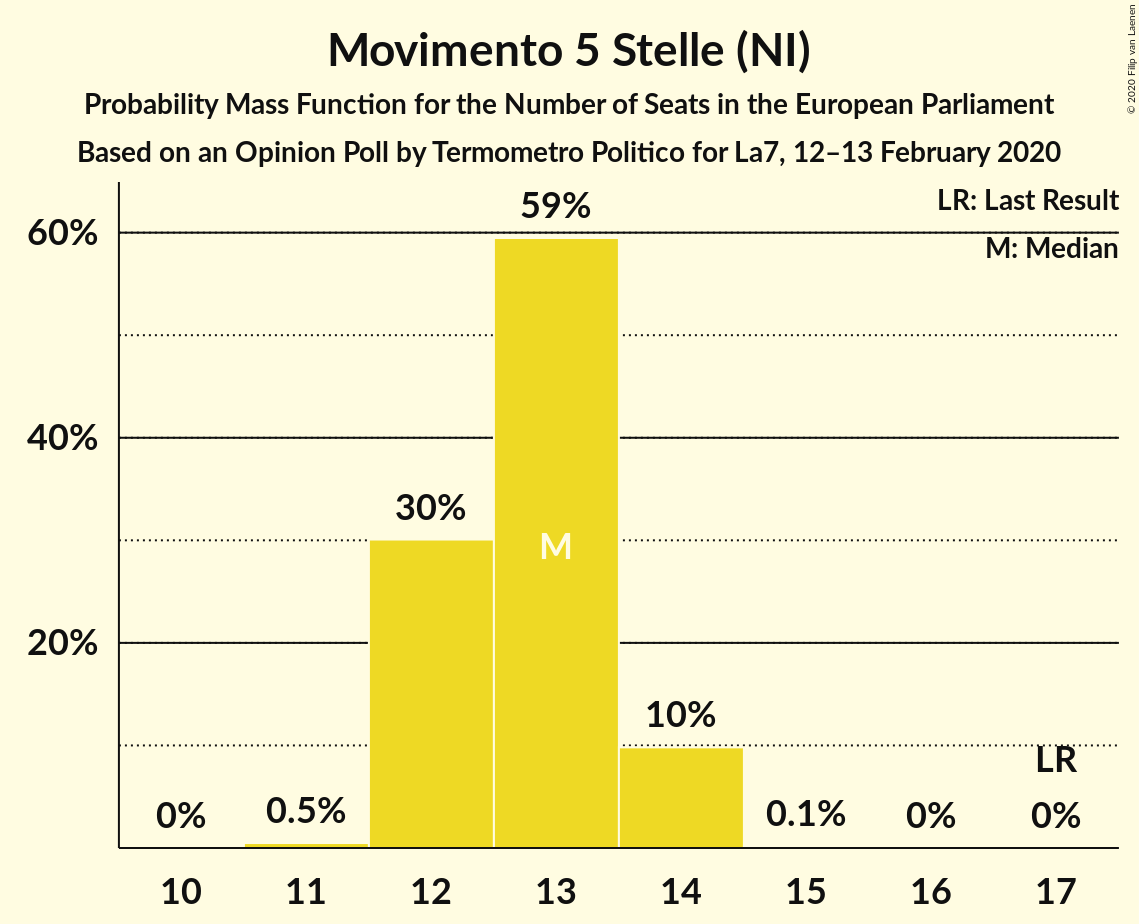 Movimento 5 Stelle (NI)
Probability Mass Function for the Number of Seats in the European Parliament
Based on an Opinion Poll by Termometro Politico for La7, 12–13 February 2020
© 2020 Filip van Laenen
LR: Last Result
M: Median
60%
40%
20%
0%
0.5%
30%
59%
M
10%
0.1%
0%
LR
0%
10 11 12 13 14 15 16 17